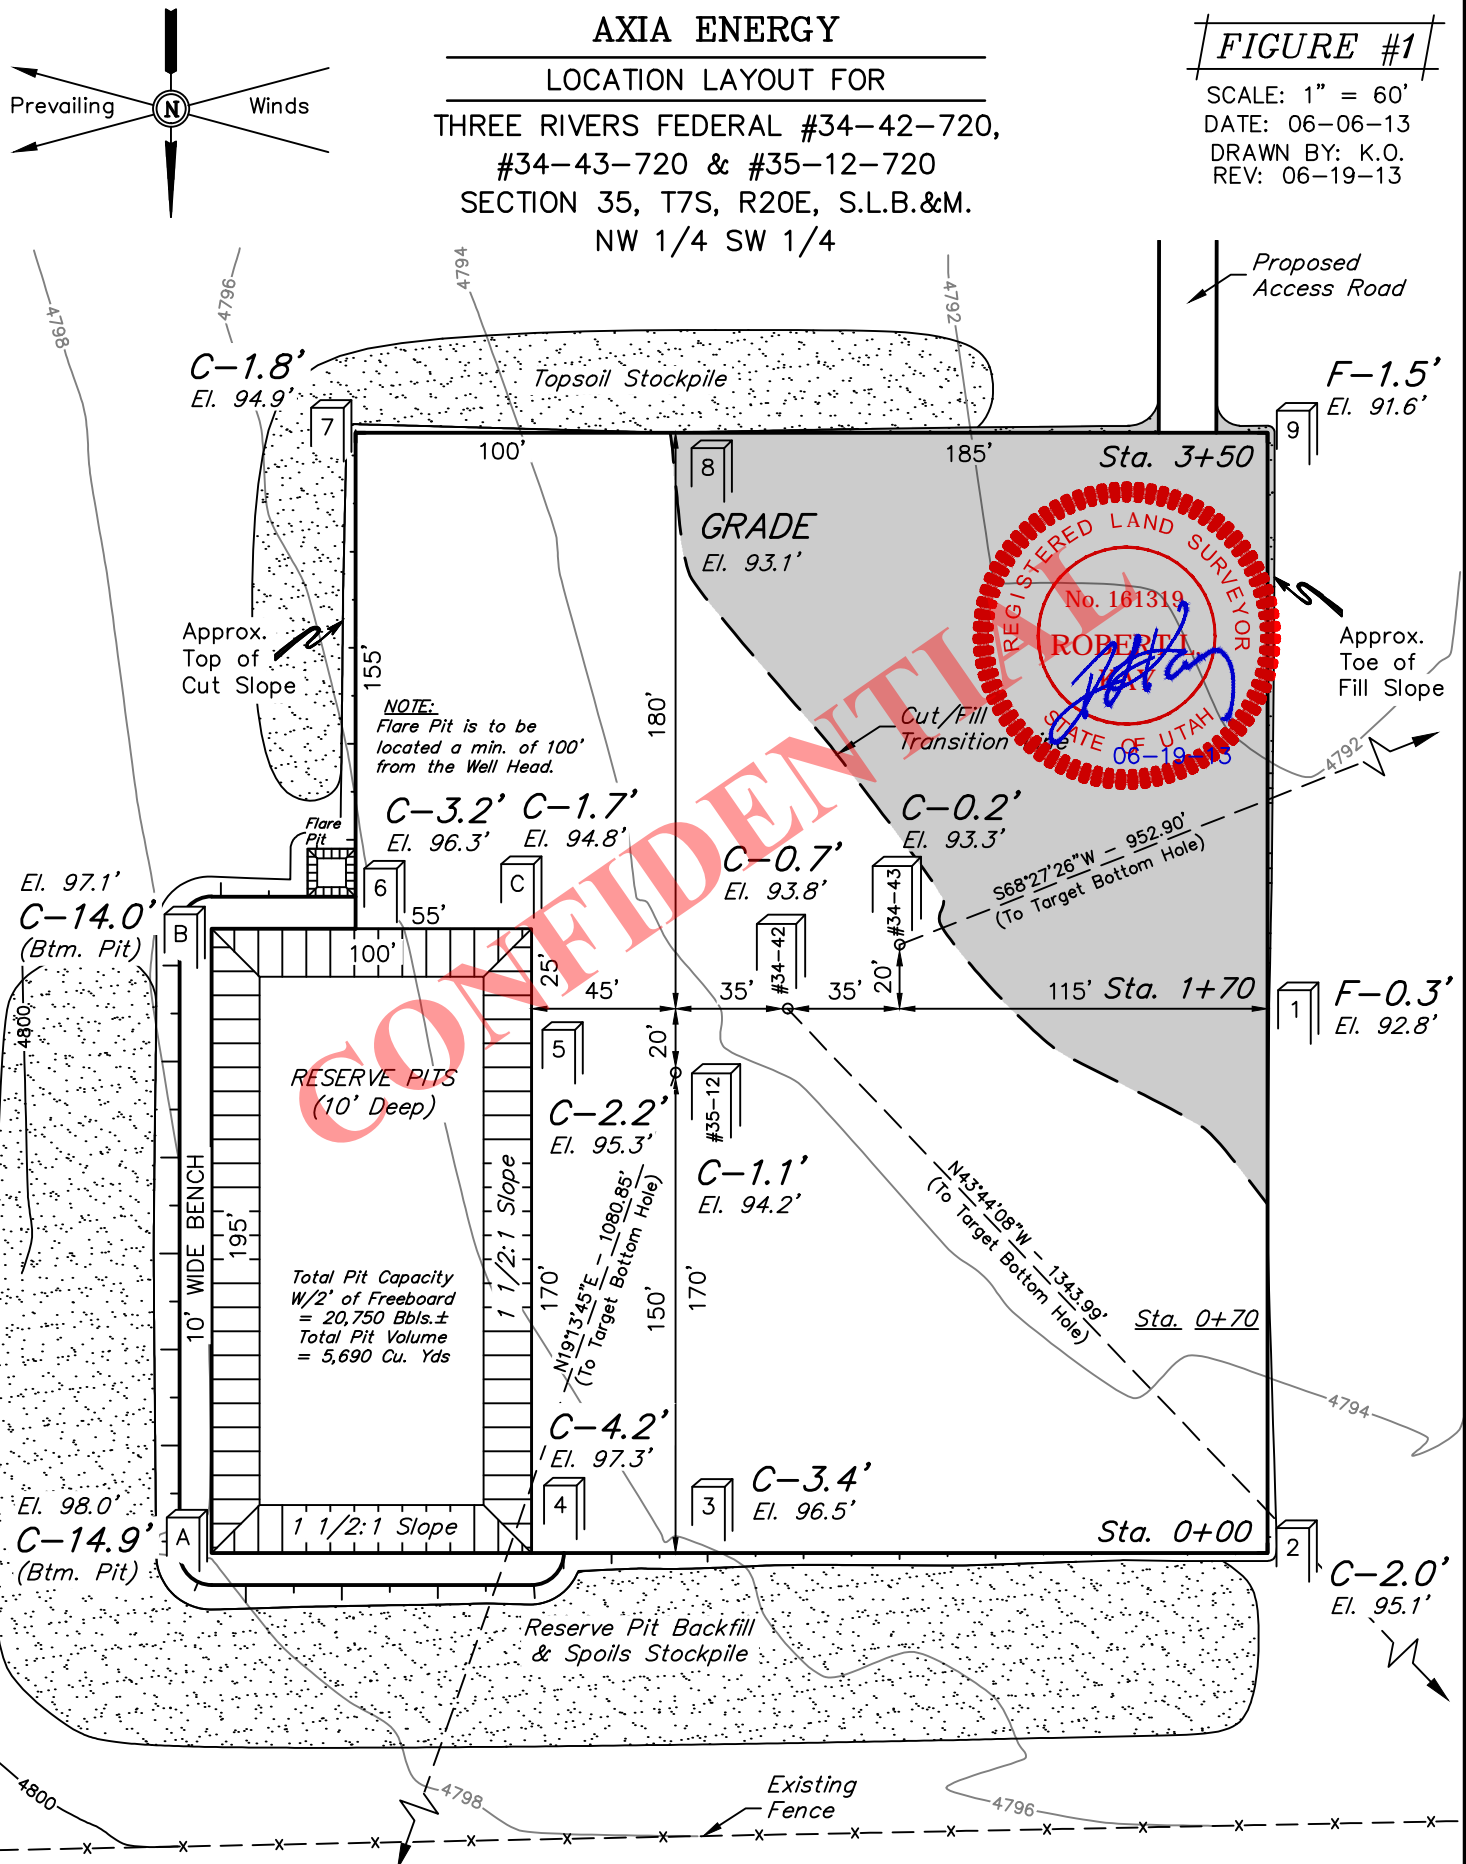 AXIA ENERGY
LOCATION LAYOUT FOR
THREE RIVERS FEDERAL #34-42-720,
#34-43-720 & #35-12-720
SECTION 35, T7S, R20E, S.L.B.&M.
NW 1/4 SW 1/4
FIGURE #1
SCALE: 1" = 60'
DATE: 06-06-13
DRAWN BY: K.O.
REV: 06-19-13
Prevailing
N
Winds
4798
4796
4794
4792
Proposed
Access Road
C-1.8'
El. 94.9'
Topsoil Stockpile
F-1.5'
El. 91.6'
7
9
100'
8
185'
Sta. 3+50
GRADE
El. 93.1'
REGISTERED LAND SURVEYOR
No. 161319
ROBERT L.
KAY
STATE OF UTAH
06-19-13
Approx.
Top of
Cut Slope
155'
Approx.
Toe of
Fill Slope
NOTE:
Flare Pit is to be
located a min. of 100'
from the Well Head.
180'
Cut/Fill
Transition Line
4792
C-3.2'
El. 96.3'
C-1.7'
El. 94.8'
C-0.2'
El. 93.3'
Flare
Pit
C-0.7'
El. 93.8'
S68°27'26"W - 952.90'
(To Target Bottom Hole)
El. 97.1'
C-14.0'
(Btm. Pit)
B
6
C
55'
100'
#34-42
#34-43
25'
45'
35'
35'
20'
115'
Sta. 1+70
1
F-0.3'
El. 92.8'
4800
5
20'
RESERVE PITS
(10' Deep)
C-2.2'
El. 95.3'
#35-12
C-1.1'
El. 94.2'
10' WIDE BENCH
195'
1 1/2:1 Slope
170'
N19°13'45"E - 1080.85'
(To Target Bottom Hole)
150'
170'
N43°44'08"W - 1343.99'
(To Target Bottom Hole)
Total Pit Capacity
W/2' of Freeboard
= 20,750 Bbls.±
Total Pit Volume
= 5,690 Cu. Yds
Sta. 0+70
4794
C-4.2'
El. 97.3'
C-3.4'
El. 96.5'
El. 98.0'
C-14.9'
(Btm. Pit)
A
1 1/2:1 Slope
4
3
Sta. 0+00
2
C-2.0'
El. 95.1'
Reserve Pit Backfill
& Spoils Stockpile
4800
4798
Existing
Fence
4796
CONFIDENTIAL